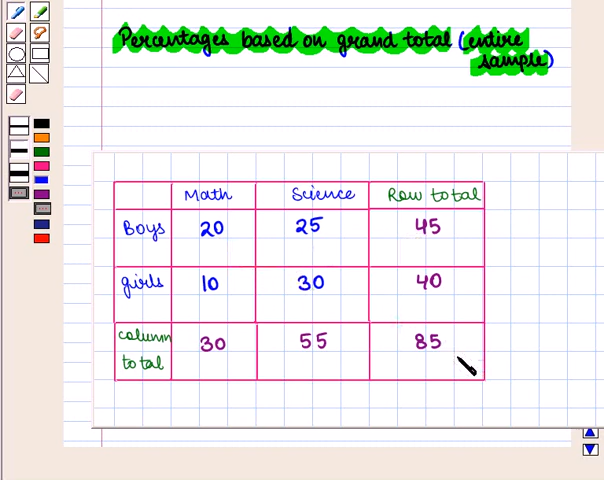 Percentages based on grand total (entire
sample)
Math Science Row total
Boys 20 25 45
girls 10 30 40
column 30 55 85
total